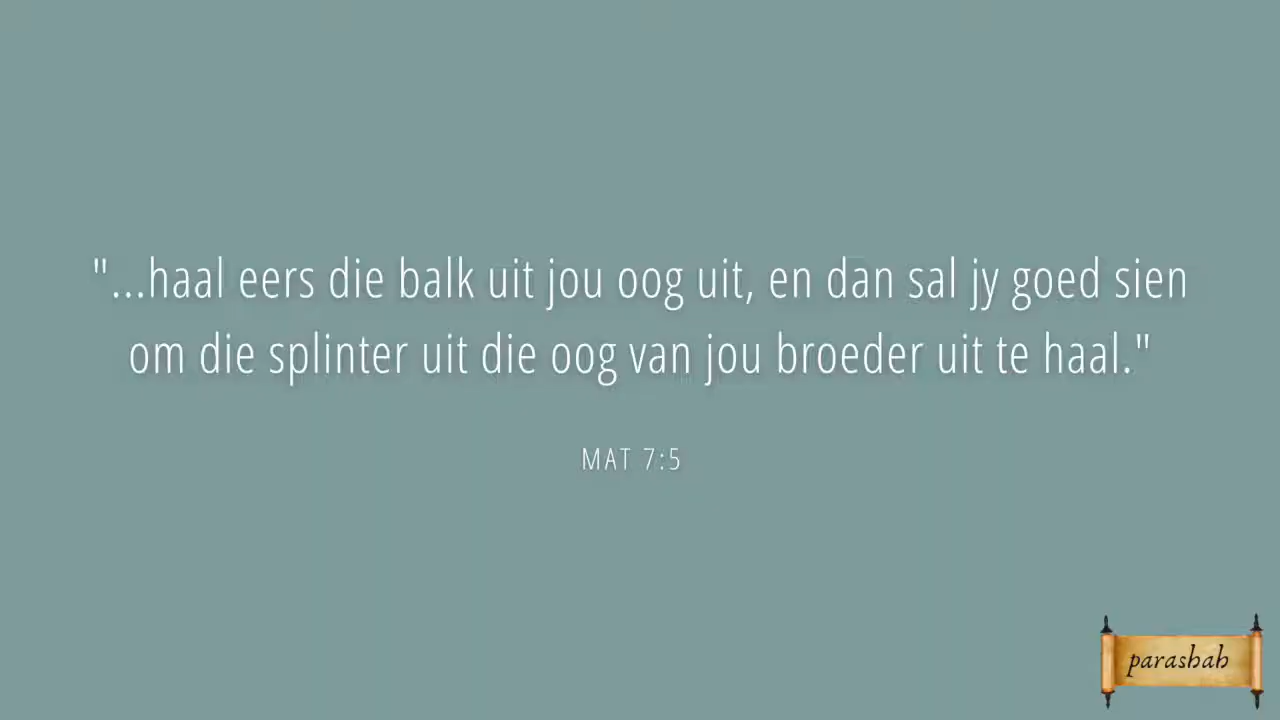 "...haal eers die balk uit jou oog uit, en dan sal jy goed sien
om die splinter uit die oog van jou broeder uit te haal."
MAT 7:5
parashah